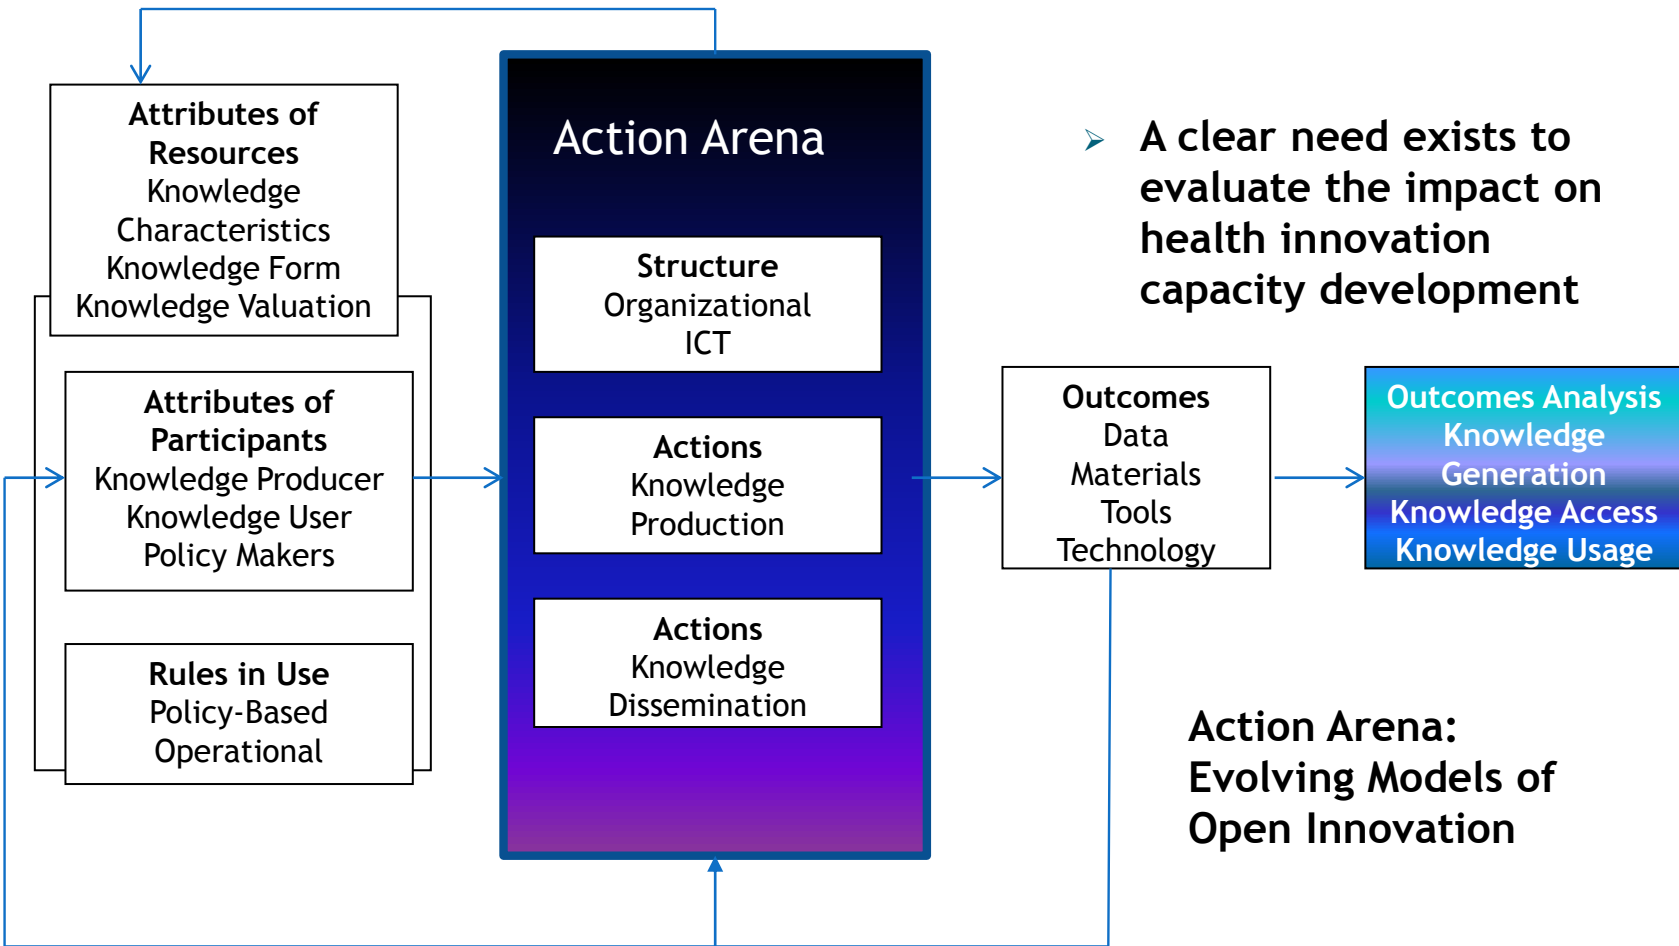 Attributes of
Resources
Knowledge
Characteristics
Knowledge Form
Knowledge Valuation
Attributes of
Participants
Knowledge Producer
Knowledge User
Policy Makers
Rules in Use
Policy-Based
Operational
Action Arena
Structure
Organizational
ICT
Actions
Knowledge
Production
Actions
Knowledge
Dissemination
➢ A clear need exists to
evaluate the impact on
health innovation
capacity development
Outcomes
Data
Materials
Tools
Technology
Outcomes Analysis
Knowledge
Generation
Knowledge Access
Knowledge Usage
Action Arena:
Evolving Models of
Open Innovation